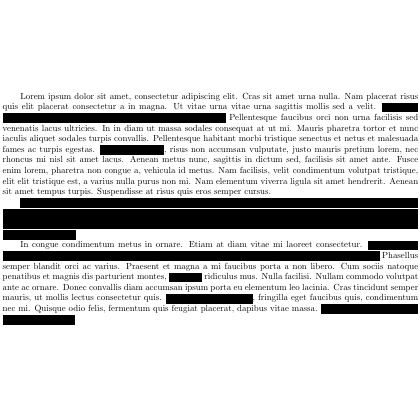 Lorem ipsum dolor sit amet, consectetur adipiscing elit. Cras sit amet urna nulla. Nam placerat risus
quis elit placerat consectetur a in magna. Ut vitae urna vitae urna sagittis mollis sed a velit.
Pellentesque faucibus orci non urna facilisis sed
venenatis lacus ultricies. In in diam ut massa sodales consequat at ut mi. Mauris pharetra tortor et nunc
iaculis aliquet sodales turpis convallis. Pellentesque habitant morbi tristique senectus et netus et malesuada
fames ac turpis egestas. , risus non accumsan vulputate, justo mauris pretium lorem, nec
rhoncus mi nisl sit amet lacus. Aenean metus nunc, sagittis in dictum sed, facilisis sit amet ante. Fusce
enim lorem, pharetra non congue a, vehicula id metus. Nam facilisis, velit condimentum volutpat tristique,
elit elit tristique est, a varius nulla purus non mi. Nam elementum viverra ligula sit amet hendrerit. Aenean
sit amet tempus turpis. Suspendisse at risus quis eros semper cursus.
In congue condimentum metus in ornare. Etiam at diam vitae mi laoreet consectetur.
Phasellus
semper blandit orci ac varius. Praesent et magna a mi faucibus porta a non libero. Cum sociis natoque
penatibus et magnis dis parturient montes, ridiculus mus. Nulla facilisi. Nullam commodo volutpat
ante ac ornare. Donec convallis diam accumsan ipsum porta eu elementum leo lacinia. Cras tincidunt semper
mauris, ut mollis lectus consectetur quis. , fringilla eget faucibus quis, condimentum
nec mi. Quisque odio felis, fermentum quis feugiat placerat, dapibus vitae massa.